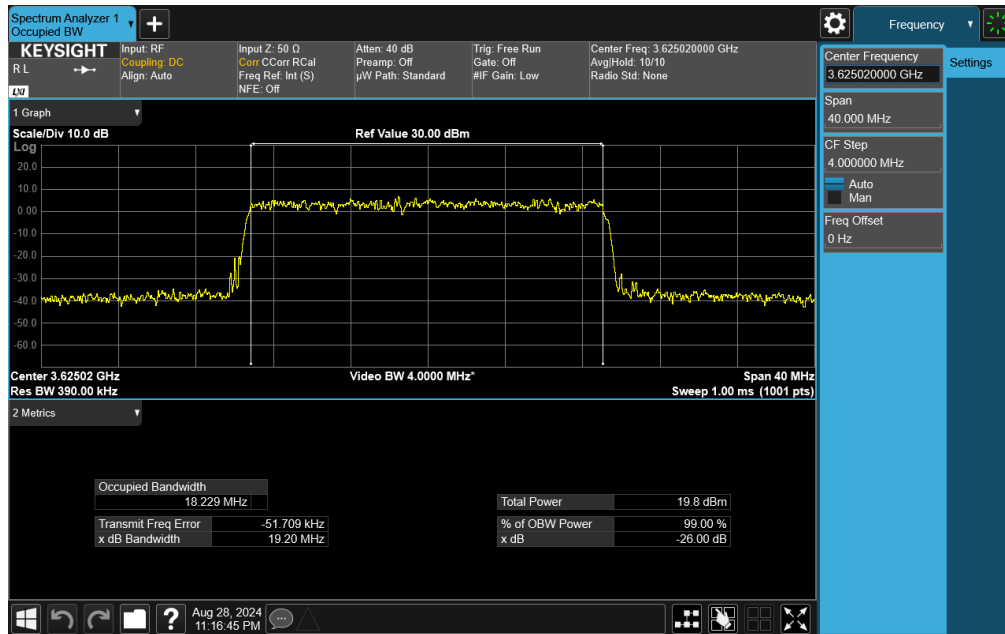 Spectrum Analyzer 1
Occupied BW
Frequency
KEYSIGHT
R L
LXI
Input: RF
Coupling: DC
Align: Auto
Input Z: 50 Ω
Corr CCorr RCal
Freq Ref: Int (S)
NFE: Off
Atten: 40 dB
Preamp: Off
µW Path: Standard
Trig: Free Run
Gate: Off
#IF Gain: Low
Center Freq: 3.625020000 GHz
Avg|Hold: 10/10
Radio Std: None
Center Frequency
3.625020000 GHz
Settings
Span
40.000 MHz
CF Step
4.000000 MHz
Auto
Man
Freq Offset
0 Hz
1 Graph
Scale/Div 10.0 dB
Ref Value 30.00 dBm
Log
20.0
10.0
0.00
-10.0
-20.0
-30.0
-40.0
-50.0
-60.0
Center 3.62502 GHz
Video BW 4.0000 MHz*
Span 40 MHz
Res BW 390.00 kHz
Sweep 1.00 ms (1001 pts)
2 Metrics
Occupied Bandwidth
18.229 MHz
Total Power 19.8 dBm
Transmit Freq Error -51.709 kHz
% of OBW Power 99.00 %
x dB Bandwidth 19.20 MHz
x dB -26.00 dB
Aug 28, 2024
11:16:45 PM